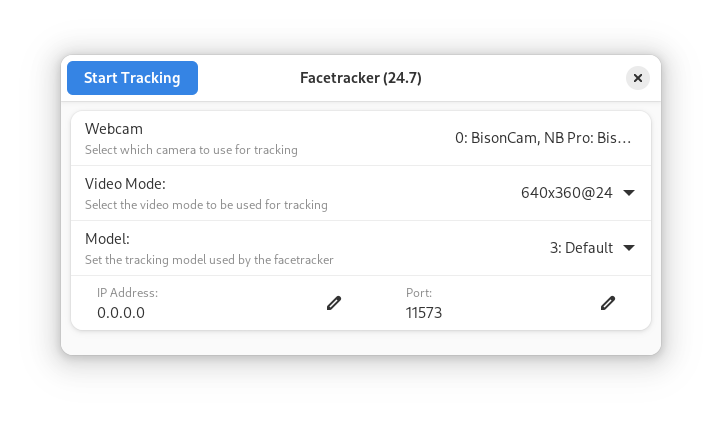 Start Tracking
Facetracker (24.7)
Webcam
Select which camera to use for tracking
0: BisonCam, NB Pro: Bis…
Video Mode:
Select the video mode to be used for tracking
640x360@24
Model:
Set the tracking model used by the facetracker
3: Default
IP Address:
0.0.0.0
Port:
11573